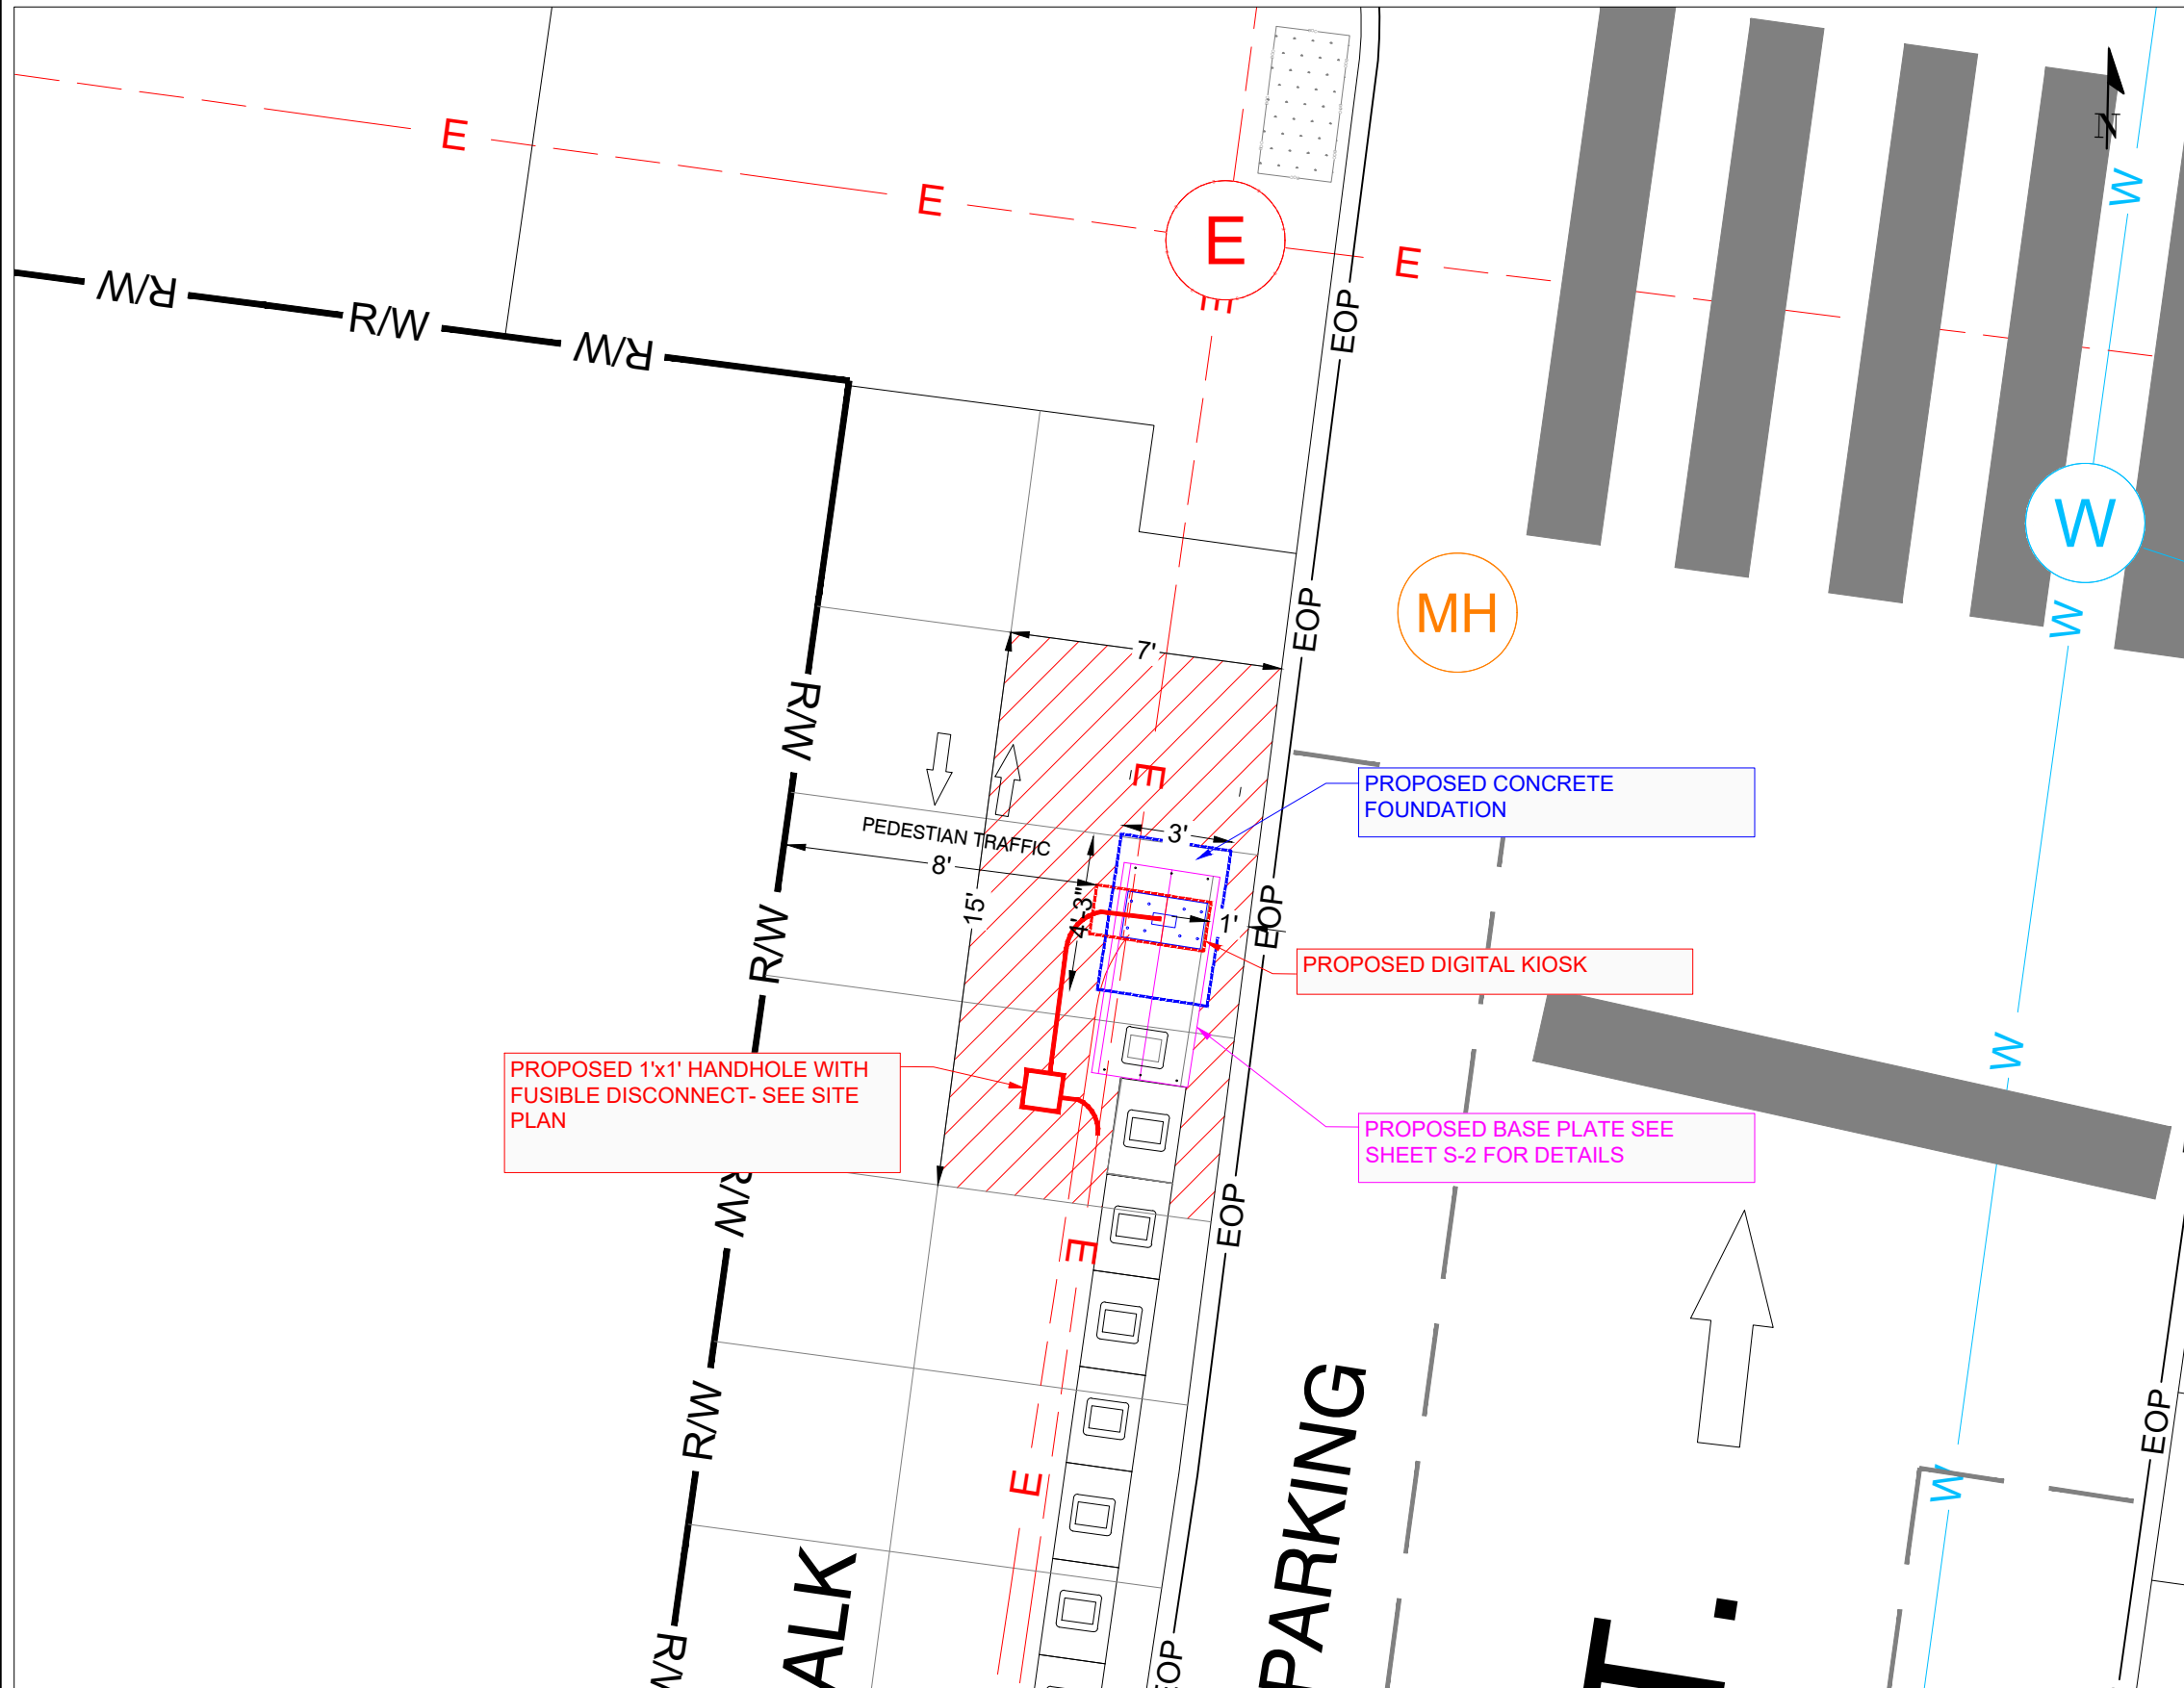 N
E
E
E
E
E
R/W
R/W
R/W
EOP
W
W
MH
EOP
W
7'
R/W
E
PROPOSED CONCRETE
FOUNDATION
PEDESTIAN TRAFFIC
3'
8'
15'
4'-3"
1'
EOP
R/W
PROPOSED DIGITAL KIOSK
PROPOSED 1'x1' HANDHOLE WITH
FUSIBLE DISCONNECT- SEE SITE
PLAN
W
PROPOSED BASE PLATE SEE
SHEET S-2 FOR DETAILS
R/W
EOP
E
R/W
PARKING
EOP
E
W
ALK
R/W
EOP
T.